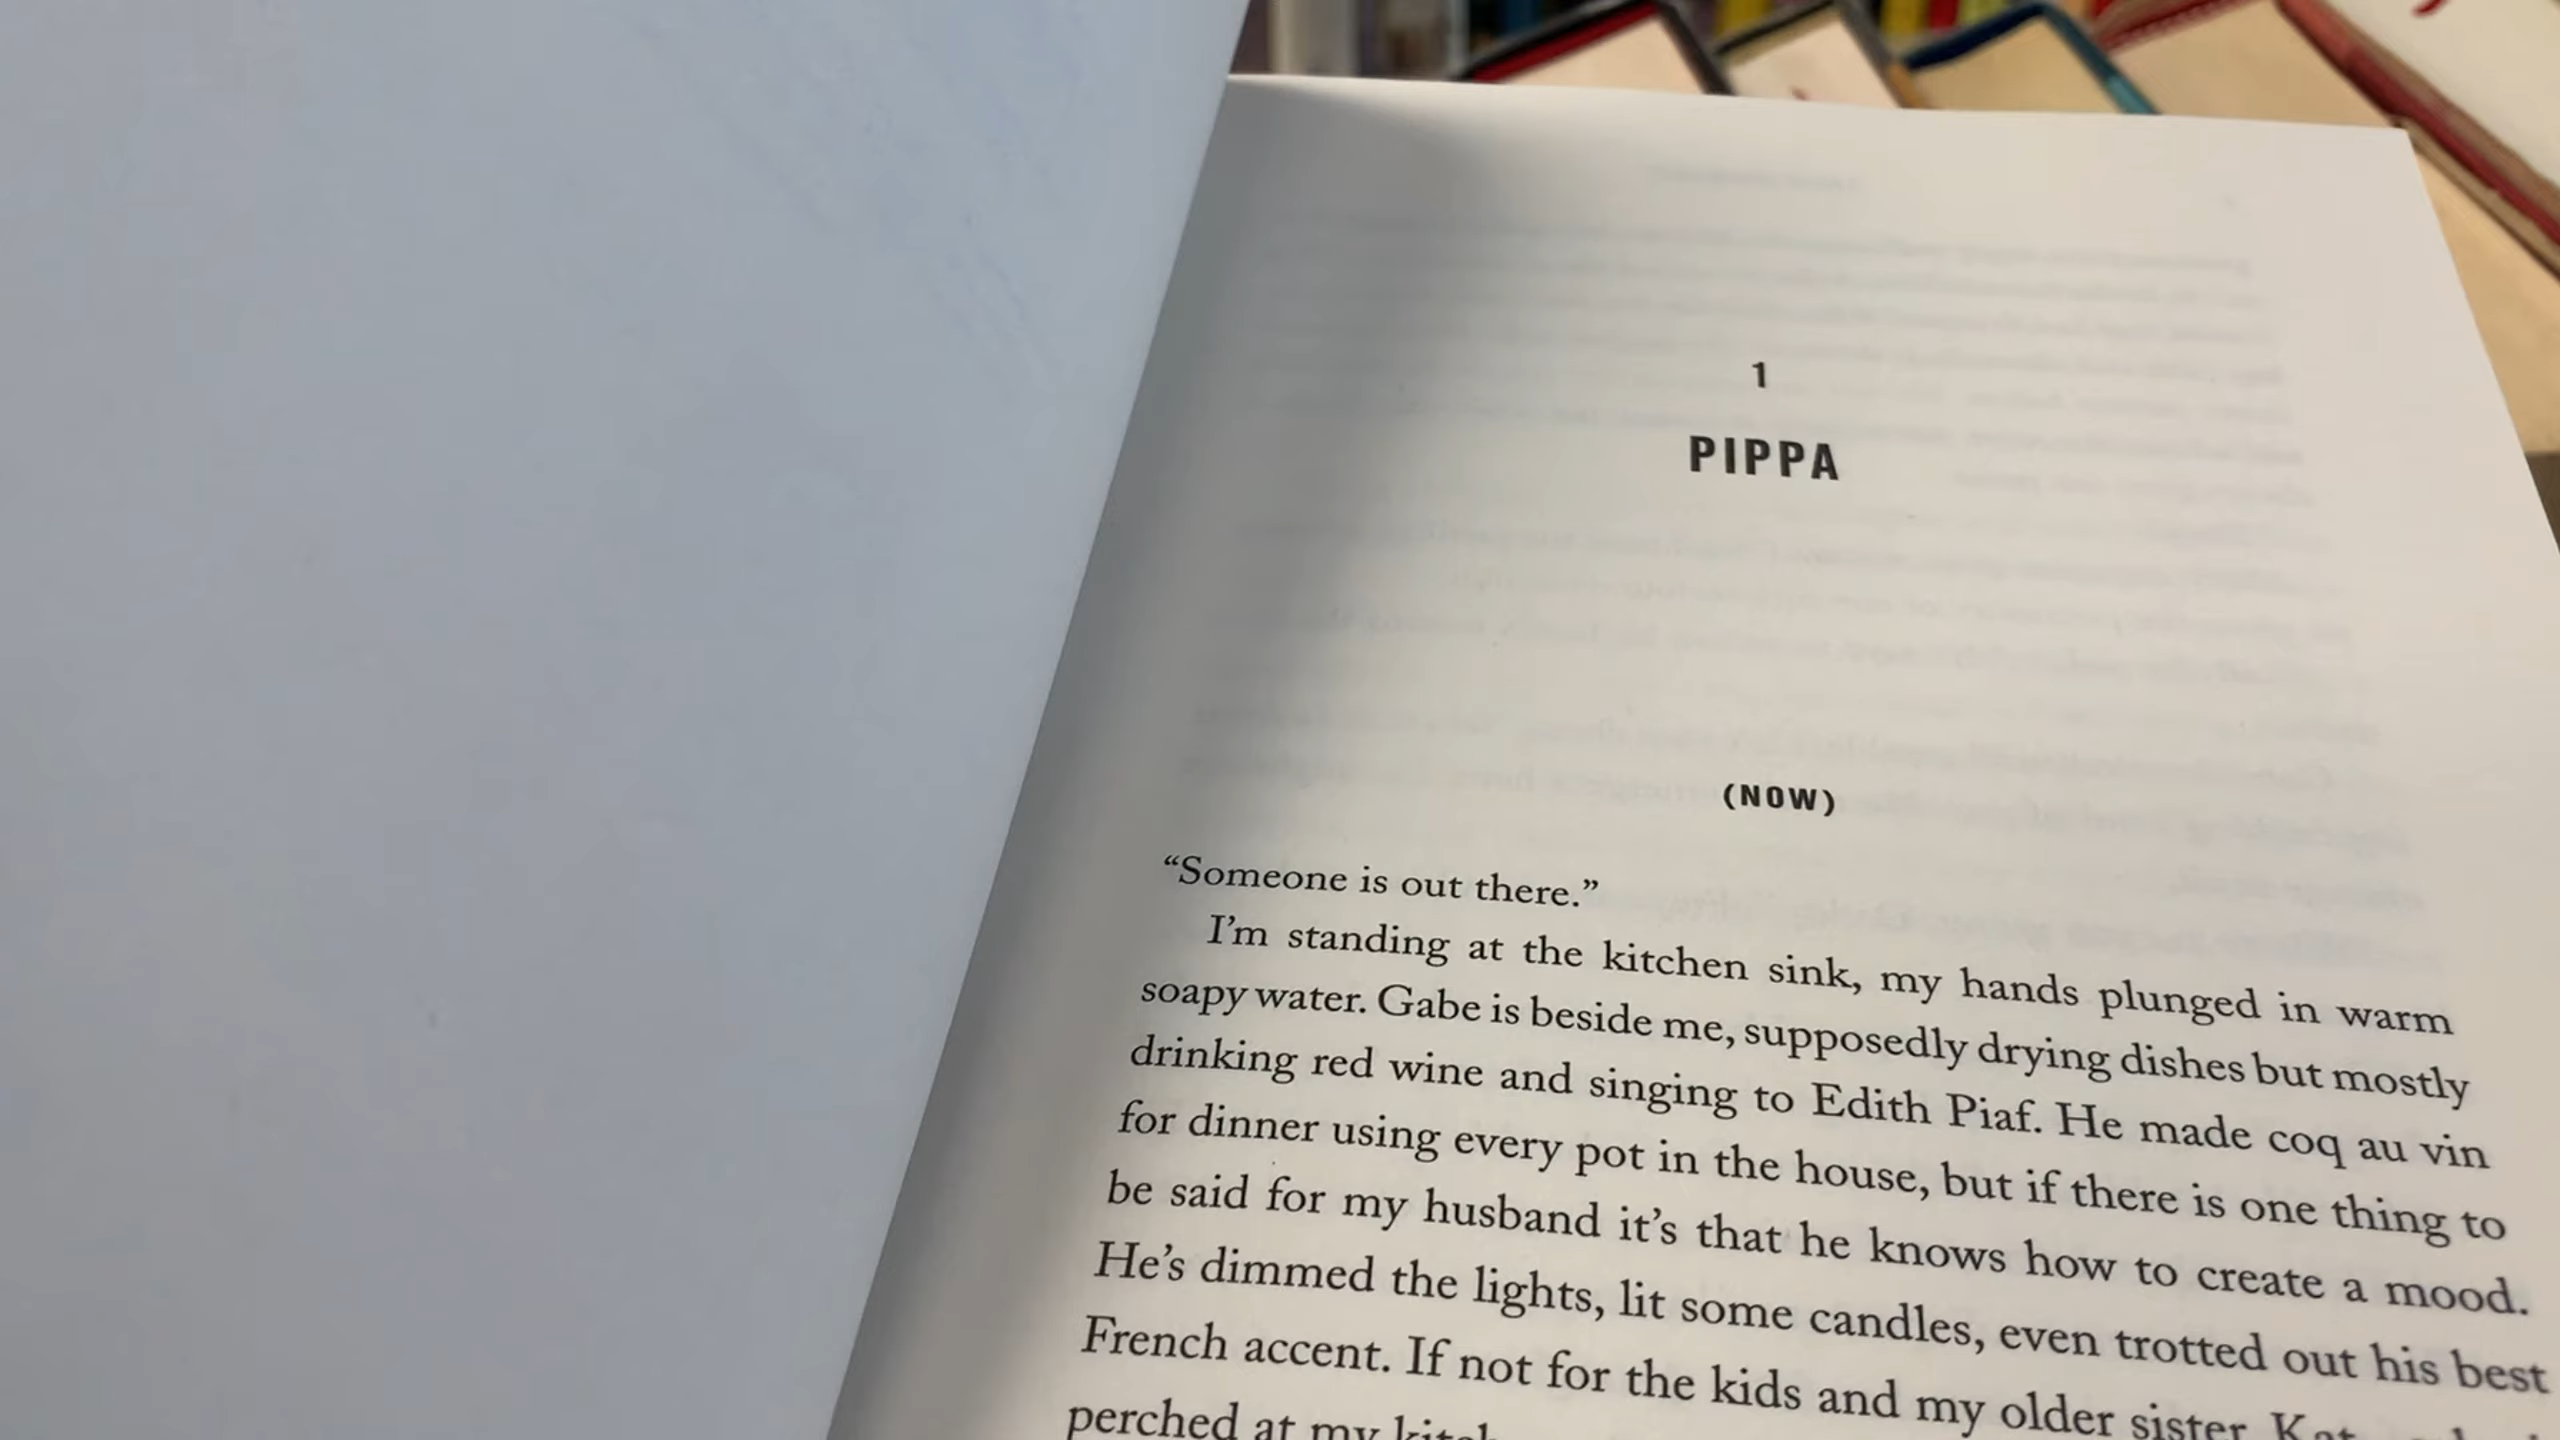 1
PIPPA
(NOW)
“Someone is out there.”
I’m standing at the kitchen sink, my hands plunged in warm
soapy water. Gabe is beside me, supposedly drying dishes but mostly
drinking red wine and singing to Edith Piaf. He made coq au vin
for dinner using every pot in the house, but if there is one thing to
be said for my husband it’s that he knows how to create a mood.
He’s dimmed the lights, lit some candles, even trotted out his best
French accent. If not for the kids and my older sister, Kat,
perched at my